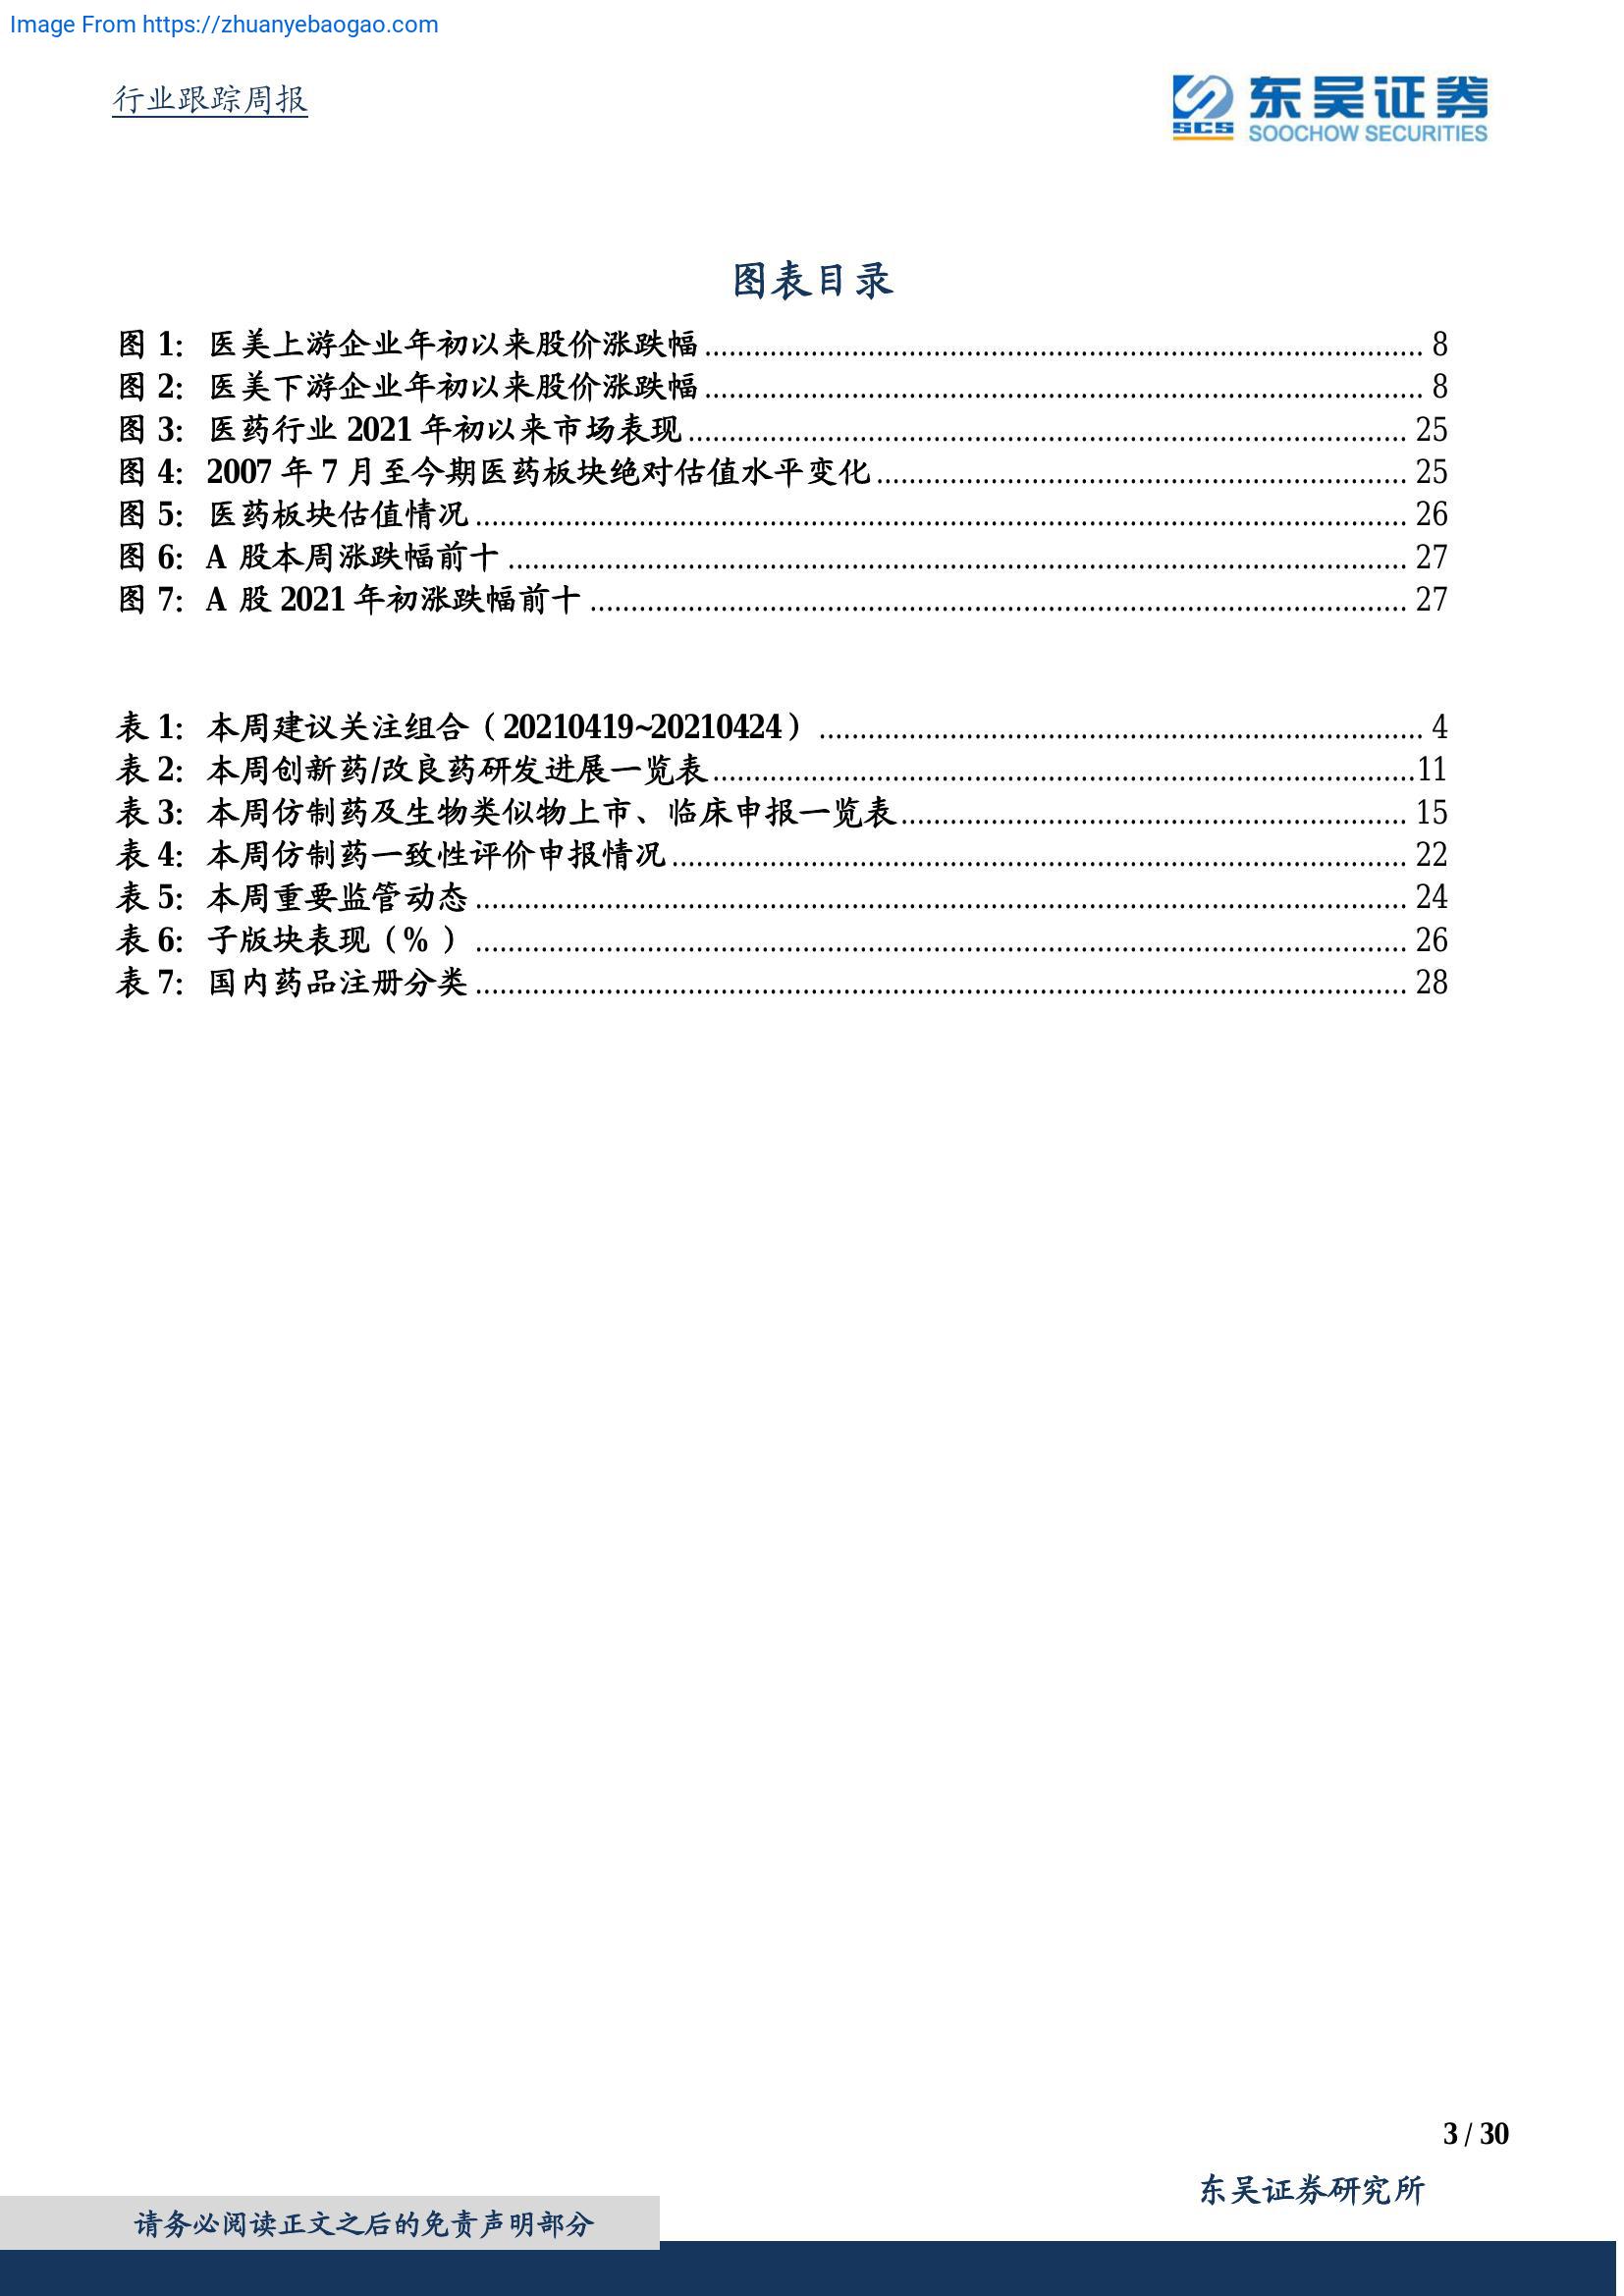 Image From https://zhuanyebaogao.com
行业跟踪周报
SCS 东吴证券
SOOCHOW SECURITIES
图表目录
图 1: 医美上游企业年初以来股价涨跌幅........................................ 8
图 2: 医美下游企业年初以来股价涨跌幅........................................ 8
图 3: 医药行业 2021 年初以来市场表现........................................ 25
图 4: 2007 年 7 月至今期医药板块绝对估值水平变化........................................ 25
图 5: 医药板块估值情况........................................ 26
图 6: A 股本周涨跌幅前十........................................ 27
图 7: A 股 2021 年初涨跌幅前十........................................ 27
表 1: 本周建议关注组合（20210419~20210424）........................................ 4
表 2: 本周创新药/改良药研发进展一览表........................................11
表 3: 本周仿制药及生物类似物上市、临床申报一览表........................................ 15
表 4: 本周仿制药一致性评价申报情况........................................ 22
表 5: 本周重要监管动态........................................ 24
表 6: 子版块表现（%）........................................ 26
表 7: 国内药品注册分类........................................ 28
3 / 30
东吴证券研究所
请务必阅读正文之后的免责声明部分